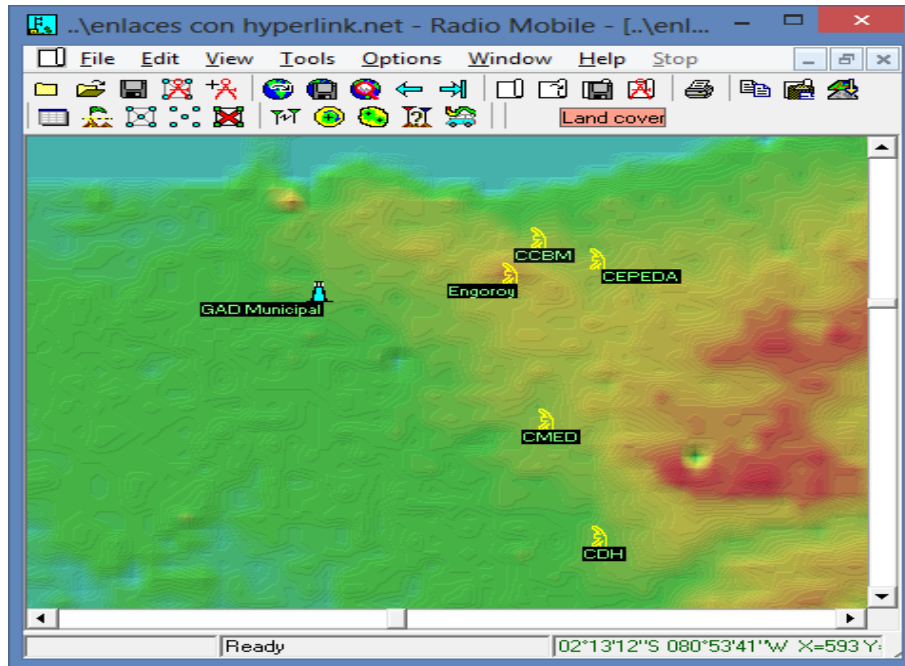 ..\enlaces con hyperlink.net - Radio Mobile - [..\enl...
File Edit View Tools Options Window Help Stop
Land cover
CCBM
CEPEDA
Engoroy
GAD Municipal
CMED
CDH
Ready 02°13'12"S 080°53'41"W X=593 Y